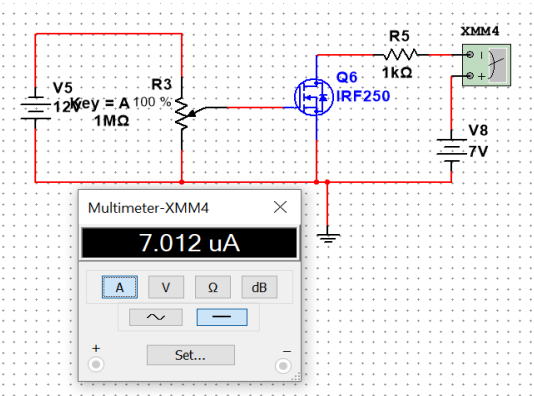 XMM4
R5
1kΩ
Q6
IRF250
V5
12V
R3
Key = A 100 %
1MΩ
V8
7V
Multimeter-XMM4
7.012 uA
A V Ω dB
+ −
Set...